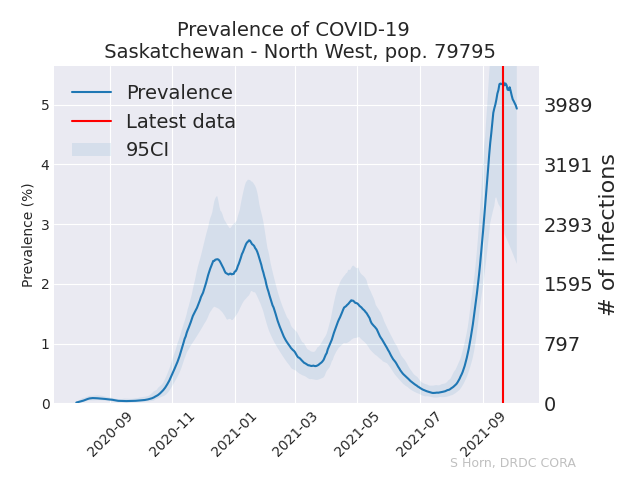 Prevalence of COVID-19
Saskatchewan - North West, pop. 79795
Prevalence
Latest data
95CI
Prevalence (%)
5
4
3
2
1
0
3989
3191
2393
1595
797
0
# of infections
2020-09
2020-11
2021-01
2021-03
2021-05
2021-07
2021-09
S Horn, DRDC CORA